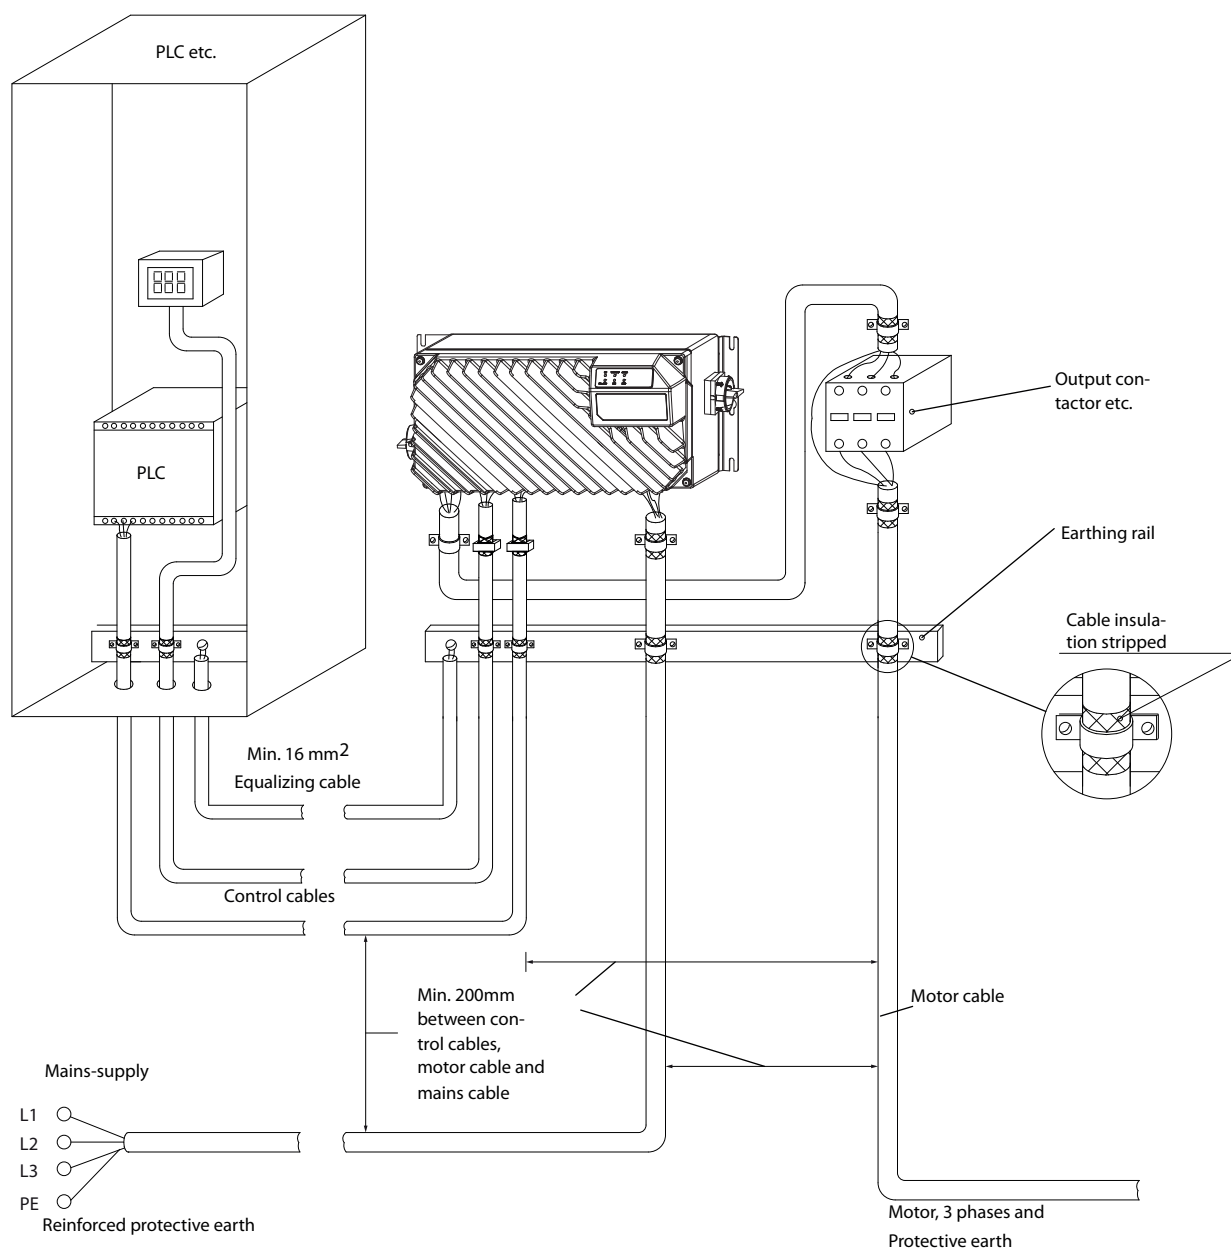 PLC etc.
PLC
Output con-
tactor etc.
Earthing rail
Cable insula-
tion stripped
Min. 16 mm2
Equalizing cable
Control cables
Min. 200mm
between con-
trol cables,
motor cable and
mains cable
Motor cable
Mains-supply
L1
L2
L3
PE
Reinforced protective earth
Motor, 3 phases and
Protective earth